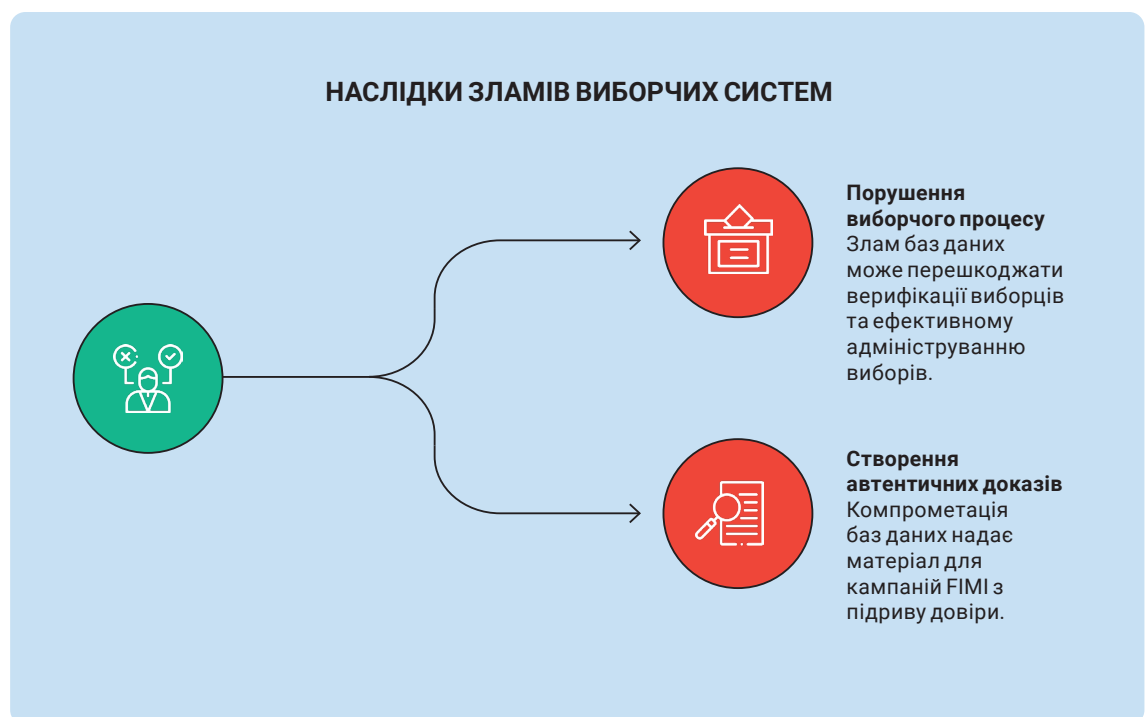 НАСЛІДКИ ЗЛАМІВ ВИБОРЧИХ СИСТЕМ
Порушення
виборчого процесу
Злам баз даних
може перешкоджати
верифікації виборців
та ефективному
адмініструванню
виборів.
Створення
автентичних доказів
Компрометація
баз даних надає
матеріал для
кампаній FIMI з
підриву довіри.